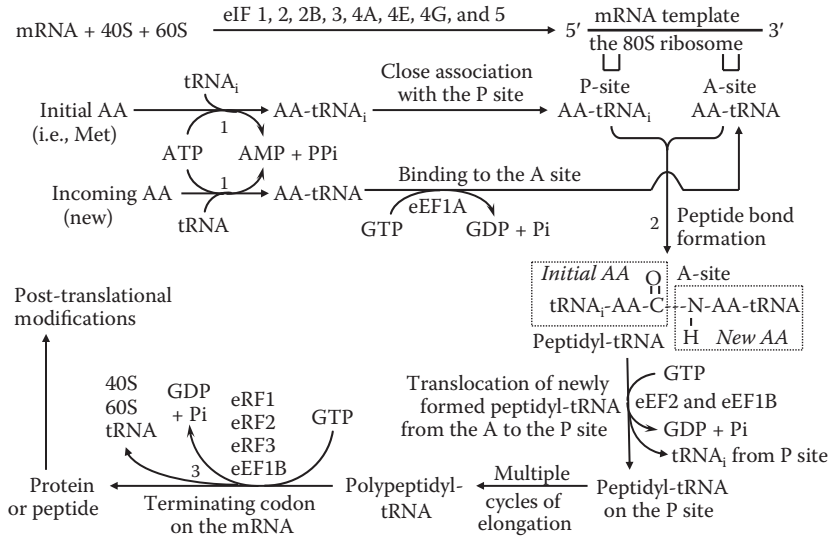 eIF 1, 2, 2B, 3, 4A, 4E, 4G, and 5
mRNA + 40S + 60S
5′ mRNA template 3′
the 80S ribosome
P-site A-site
AA-tRNAi AA-tRNA
tRNAi
Initial AA
(i.e., Met)
1
AA-tRNAi
Close association
with the P site
ATP
AMP + PPi
Incoming AA
(new)
1
tRNA
AA-tRNA
Binding to the A site
eEF1A
GTP
GDP + Pi
2
Peptide bond
formation
Initial AA
A-site
O
tRNAi-AA-C---N-AA-tRNA
H
New AA
Peptidyl-tRNA
Translocation of newly
formed peptidyl-tRNA
from the A to the P site
GTP
eEF2 and eEF1B
GDP + Pi
tRNAi from P site
Peptidyl-tRNA
on the P site
Multiple
cycles of
elongation
Polypeptidyl-
tRNA
GTP
eRF1
eRF2
eRF3
eEF1B
GDP
+ Pi
40S
60S
tRNA
3
Terminating codon
on the mRNA
Protein
or peptide
Post-translational
modifications